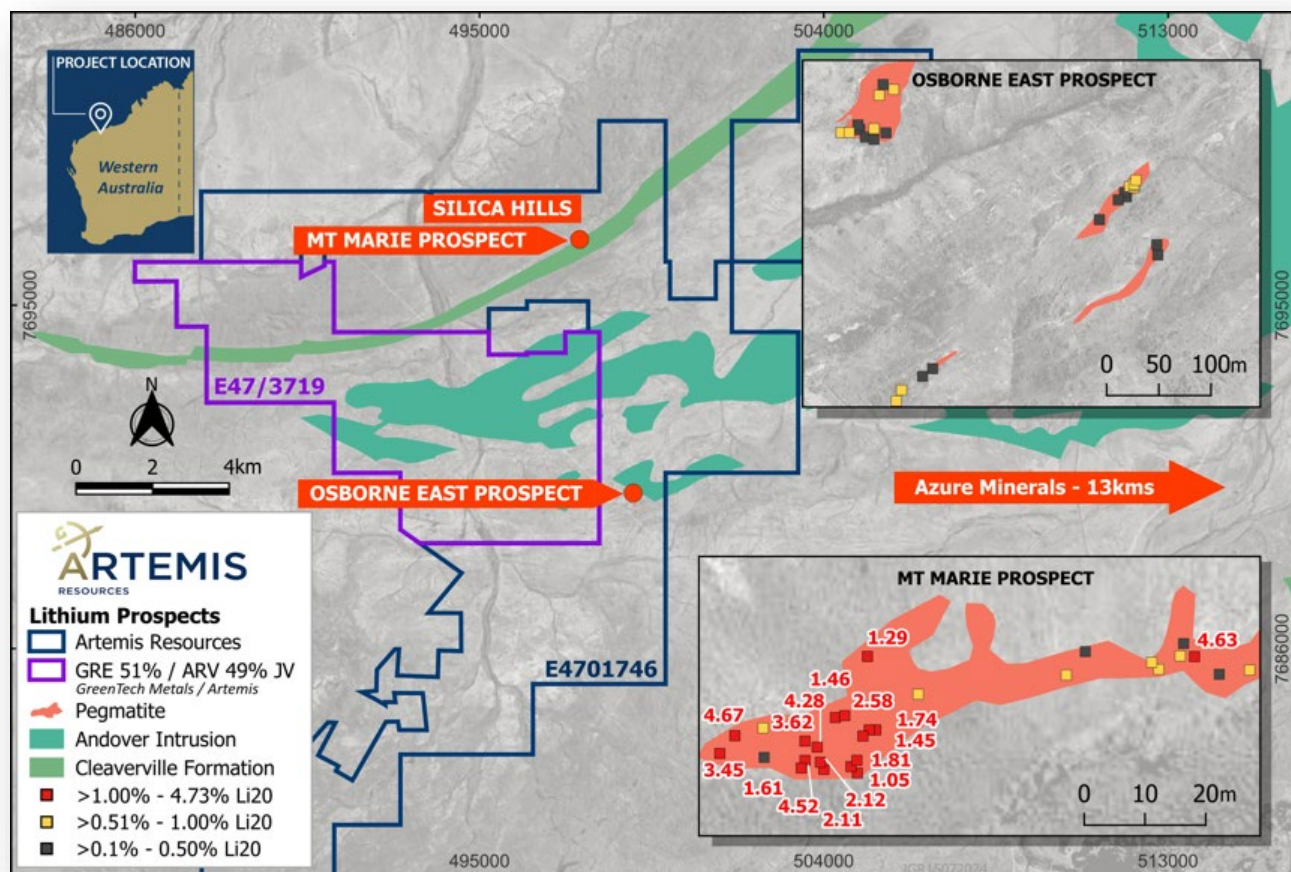 486000
495000
504000
513000
PROJECT LOCATION
Western
Australia
OSBORNE EAST PROSPECT
0 50 100m
SILICA HILLS
MT MARIE PROSPECT
7695000
7695000
E47/3719
N
0 2 4km
OSBORNE EAST PROSPECT
Azure Minerals - 13kms
ARTEMIS
RESOURCES
Lithium Prospects
Artemis Resources
GRE 51% / ARV 49% JV
GreenTech Metals / Artemis
Pegmatite
Andover Intrusion
Cleaverville Formation
>1.00% - 4.73% Li20
>0.51% - 1.00% Li20
>0.1% - 0.50% Li20
E4701746
MT MARIE PROSPECT
1.29
4.63
1.46
4.28
2.58
4.67
3.62
1.74
1.45
3.45
1.81
1.61
1.05
4.52
2.12
2.11
0 10 20m
7686000
495000
504000
513000